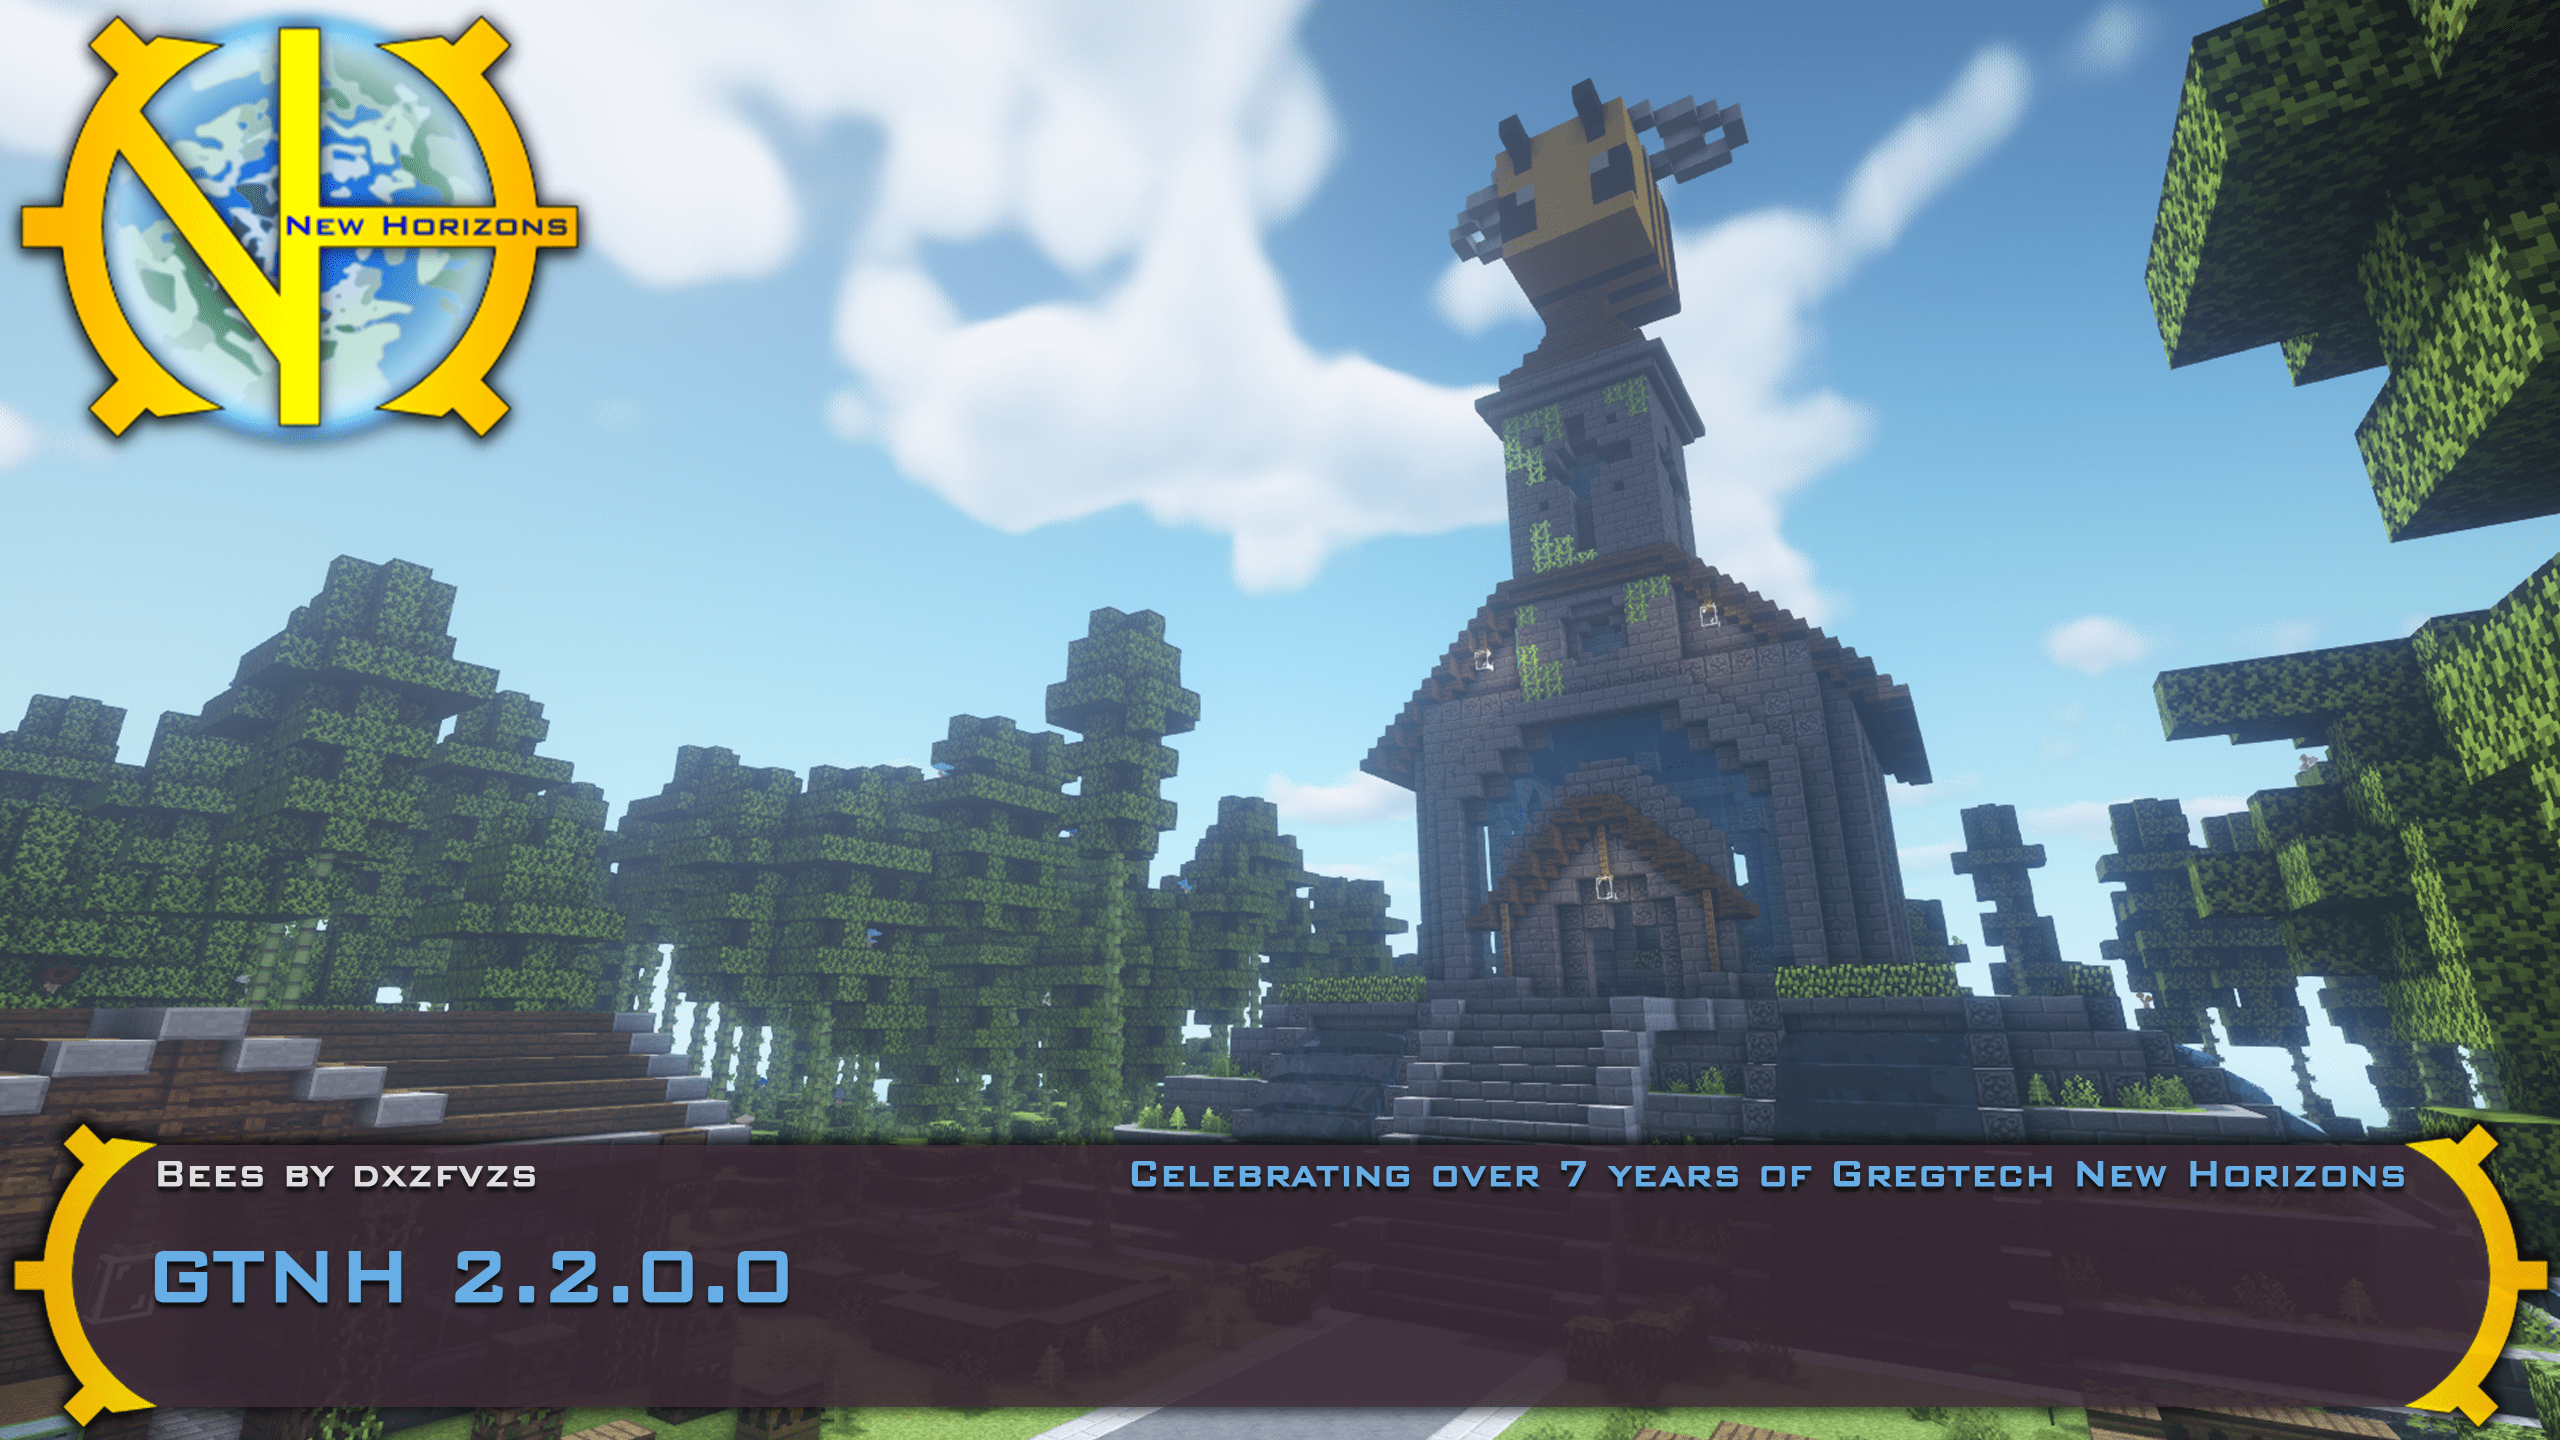 New Horizons
Bees by dxzfvzs
Celebrating over 7 years of Gregtech New Horizons
GTNH 2.2.0.0